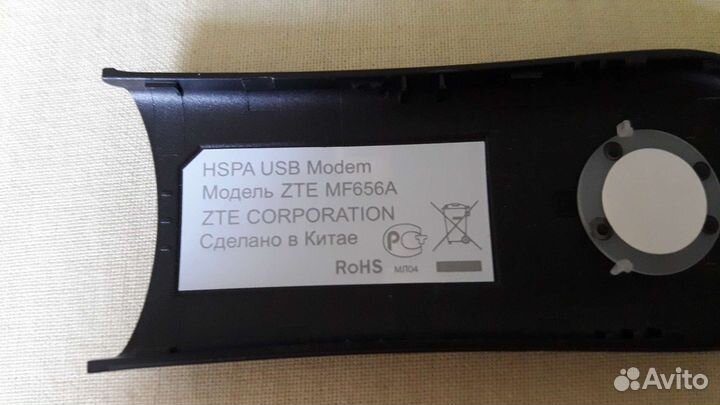 HSPA USB Modem
Модель ZTE MF656A
ZTE CORPORATION
Сделано в Китае
RoHS
МЛ04
Avito